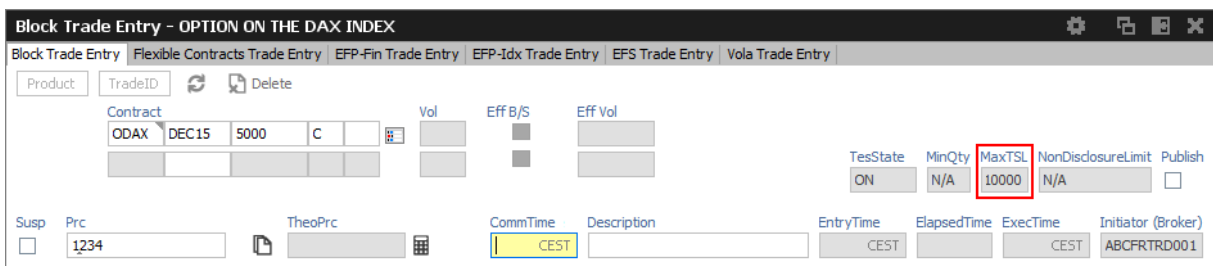 Block Trade Entry - OPTION ON THE DAX INDEX
Block Trade Entry Flexible Contracts Trade Entry EFP-Fin Trade Entry EFP-Idx Trade Entry EFS Trade Entry Vola Trade Entry
Product TradeID Delete
Contract Vol Eff B/S Eff Vol
ODAX DEC15 5000 C
TesState MinQty MaxTSL NonDisclosureLimit Publish
ON N/A 10000 N/A
Susp Prc TheoPrc CommTime Description EntryTime ElapsedTime ExecTime Initiator (Broker)
1234 CEST CEST CEST ABCFRTRD001